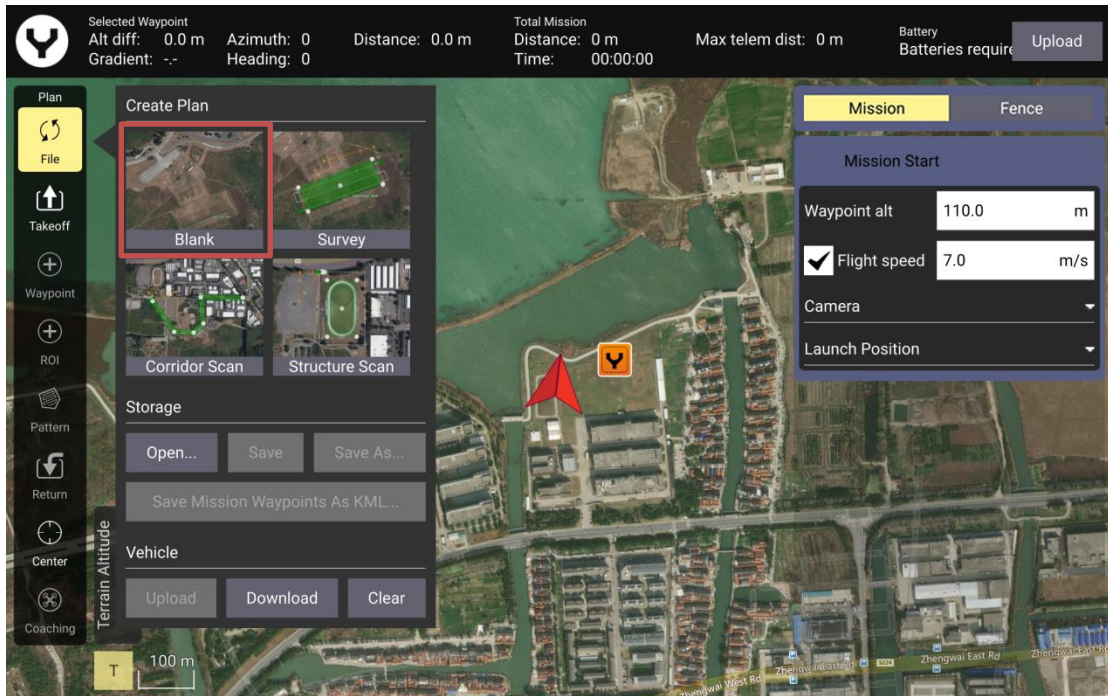 Selected Waypoint
Alt diff: 0.0 m Azimuth: 0 Distance: 0.0 m
Gradient: -.- Heading: 0
Total Mission
Distance: 0 m Max telem dist: 0 m
Time: 00:00:00
Battery
Batteries require
Upload
Plan
File
Takeoff
Waypoint
ROI
Pattern
Return
Center
Coaching
Create Plan
Blank
Survey
Corridor Scan
Structure Scan
Storage
Open...
Save
Save As...
Save Mission Waypoints As KML...
Vehicle
Upload
Download
Clear
Terrain Altitude
T
100 m
Mission
Fence
Mission Start
Waypoint alt 110.0 m
Flight speed 7.0 m/s
Camera
Launch Position
Zhengwai West Rd
Zhengwai East Rd
S224
Zhengwai East Rd
Zhengwai East Rd